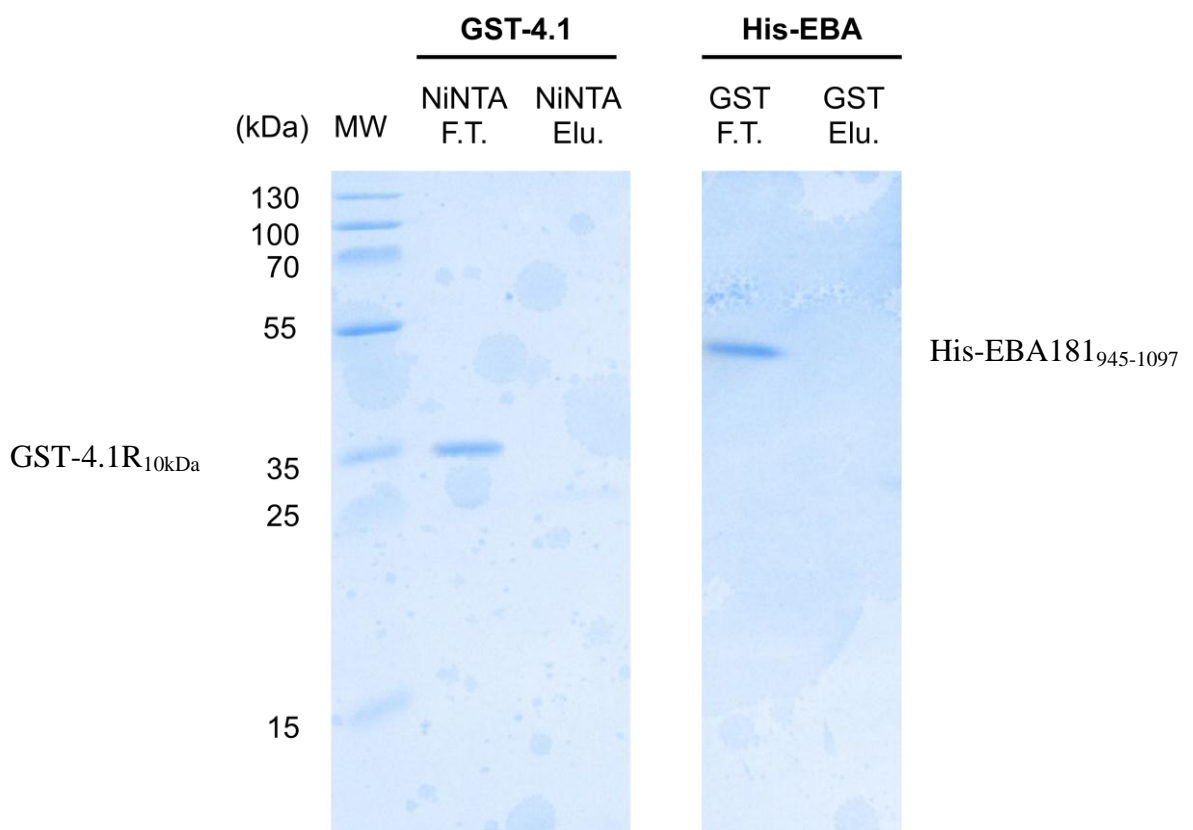 GST-4.1 His-EBA
NiNTA NiNTA GST GST
(kDa) MW F.T. Elu. F.T. Elu.
130
100
70
55
His-EBA181945-1097
GST-4.1R10kDa
35
25
15